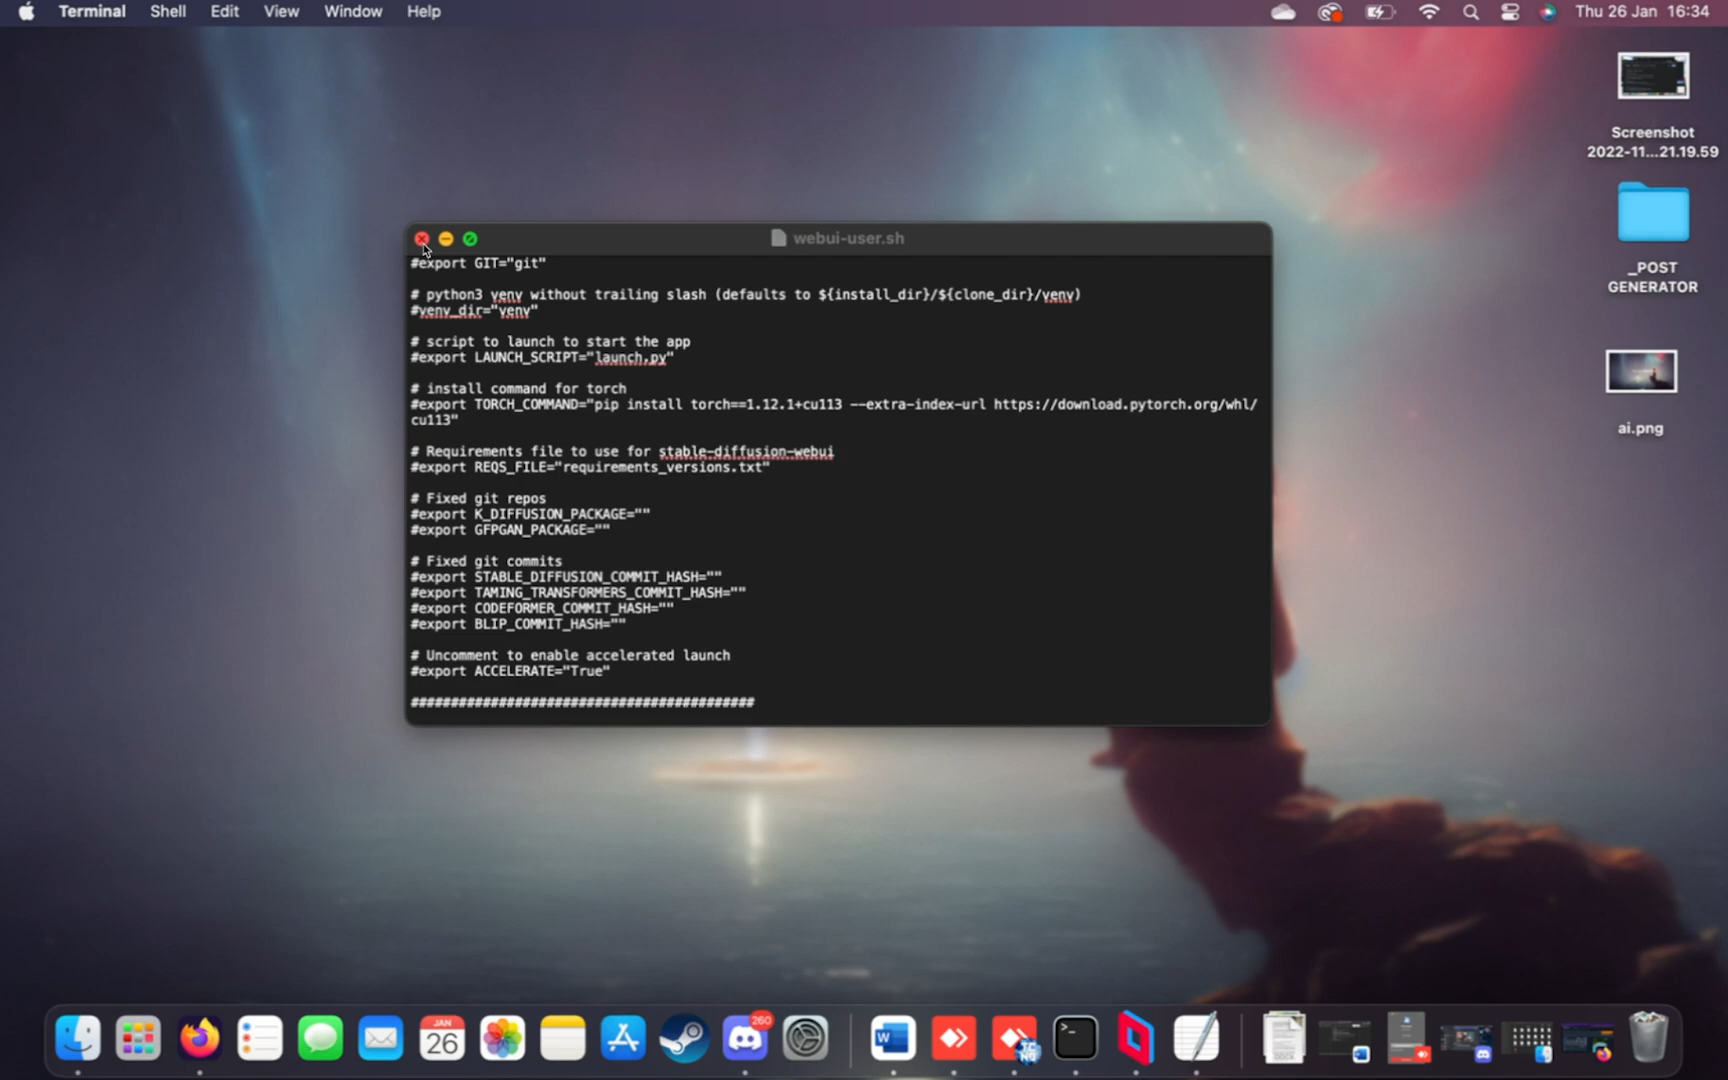 Terminal Shell Edit View Window Help Thu 26 Jan 16:34
Screenshot
2022-11...21.19.59
_POST
GENERATOR
ai.png
webui-user.sh
#export GIT="git"
# python3 venv without trailing slash (defaults to ${install_dir}/${clone_dir}/venv)
#venv_dir="venv"
# script to launch to start the app
#export LAUNCH_SCRIPT="launch.py"
# install command for torch
#export TORCH_COMMAND="pip install torch==1.12.1+cu113 --extra-index-url https://download.pytorch.org/whl/
cu113"
# Requirements file to use for stable-diffusion-webui
#export REQS_FILE="requirements_versions.txt"
# Fixed git repos
#export K_DIFFUSION_PACKAGE=""
#export GFPGAN_PACKAGE=""
# Fixed git commits
#export STABLE_DIFFUSION_COMMIT_HASH=""
#export TAMING_TRANSFORMERS_COMMIT_HASH=""
#export CODEFORMER_COMMIT_HASH=""
#export BLIP_COMMIT_HASH=""
# Uncomment to enable accelerated launch
#export ACCELERATE="True"
###########################################
JAN
26
260
W
>_